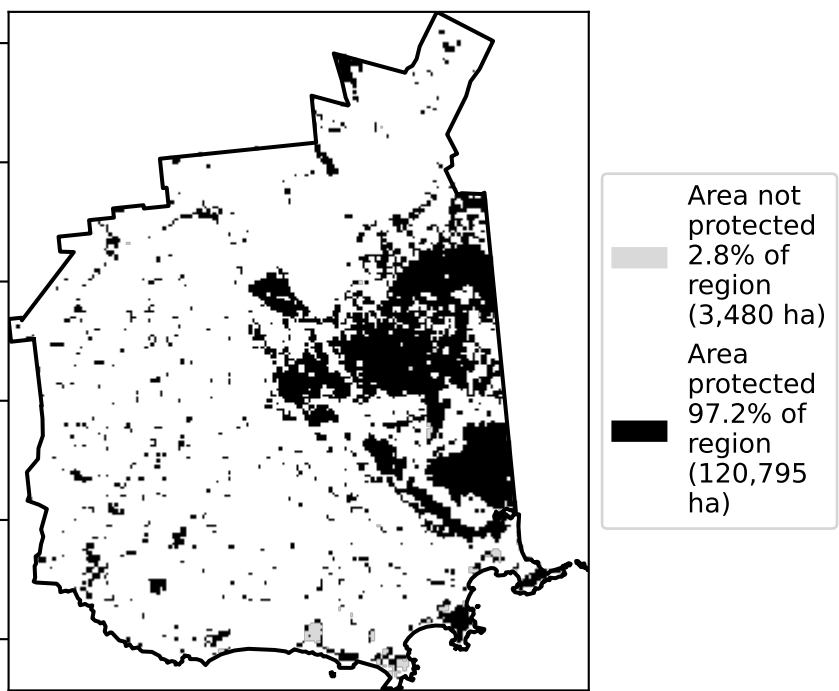 Area not
protected
2.8% of
region
(3,480 ha)
Area
protected
97.2% of
region
(120,795
ha)